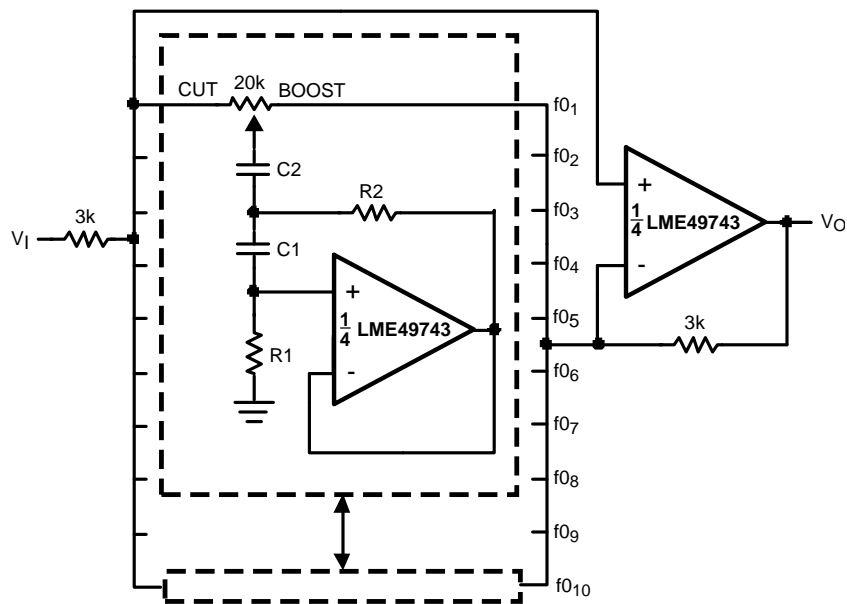 CUT 20k BOOST
f0₁
C2
f0₂
R2
f0₃
+
¼ LME49743
-
V_O
3k
V_I
C1
f0₄
+
¼ LME49743
-
f0₅
3k
R1
f0₆
f0₇
f0₈
f0₉
f0₁₀